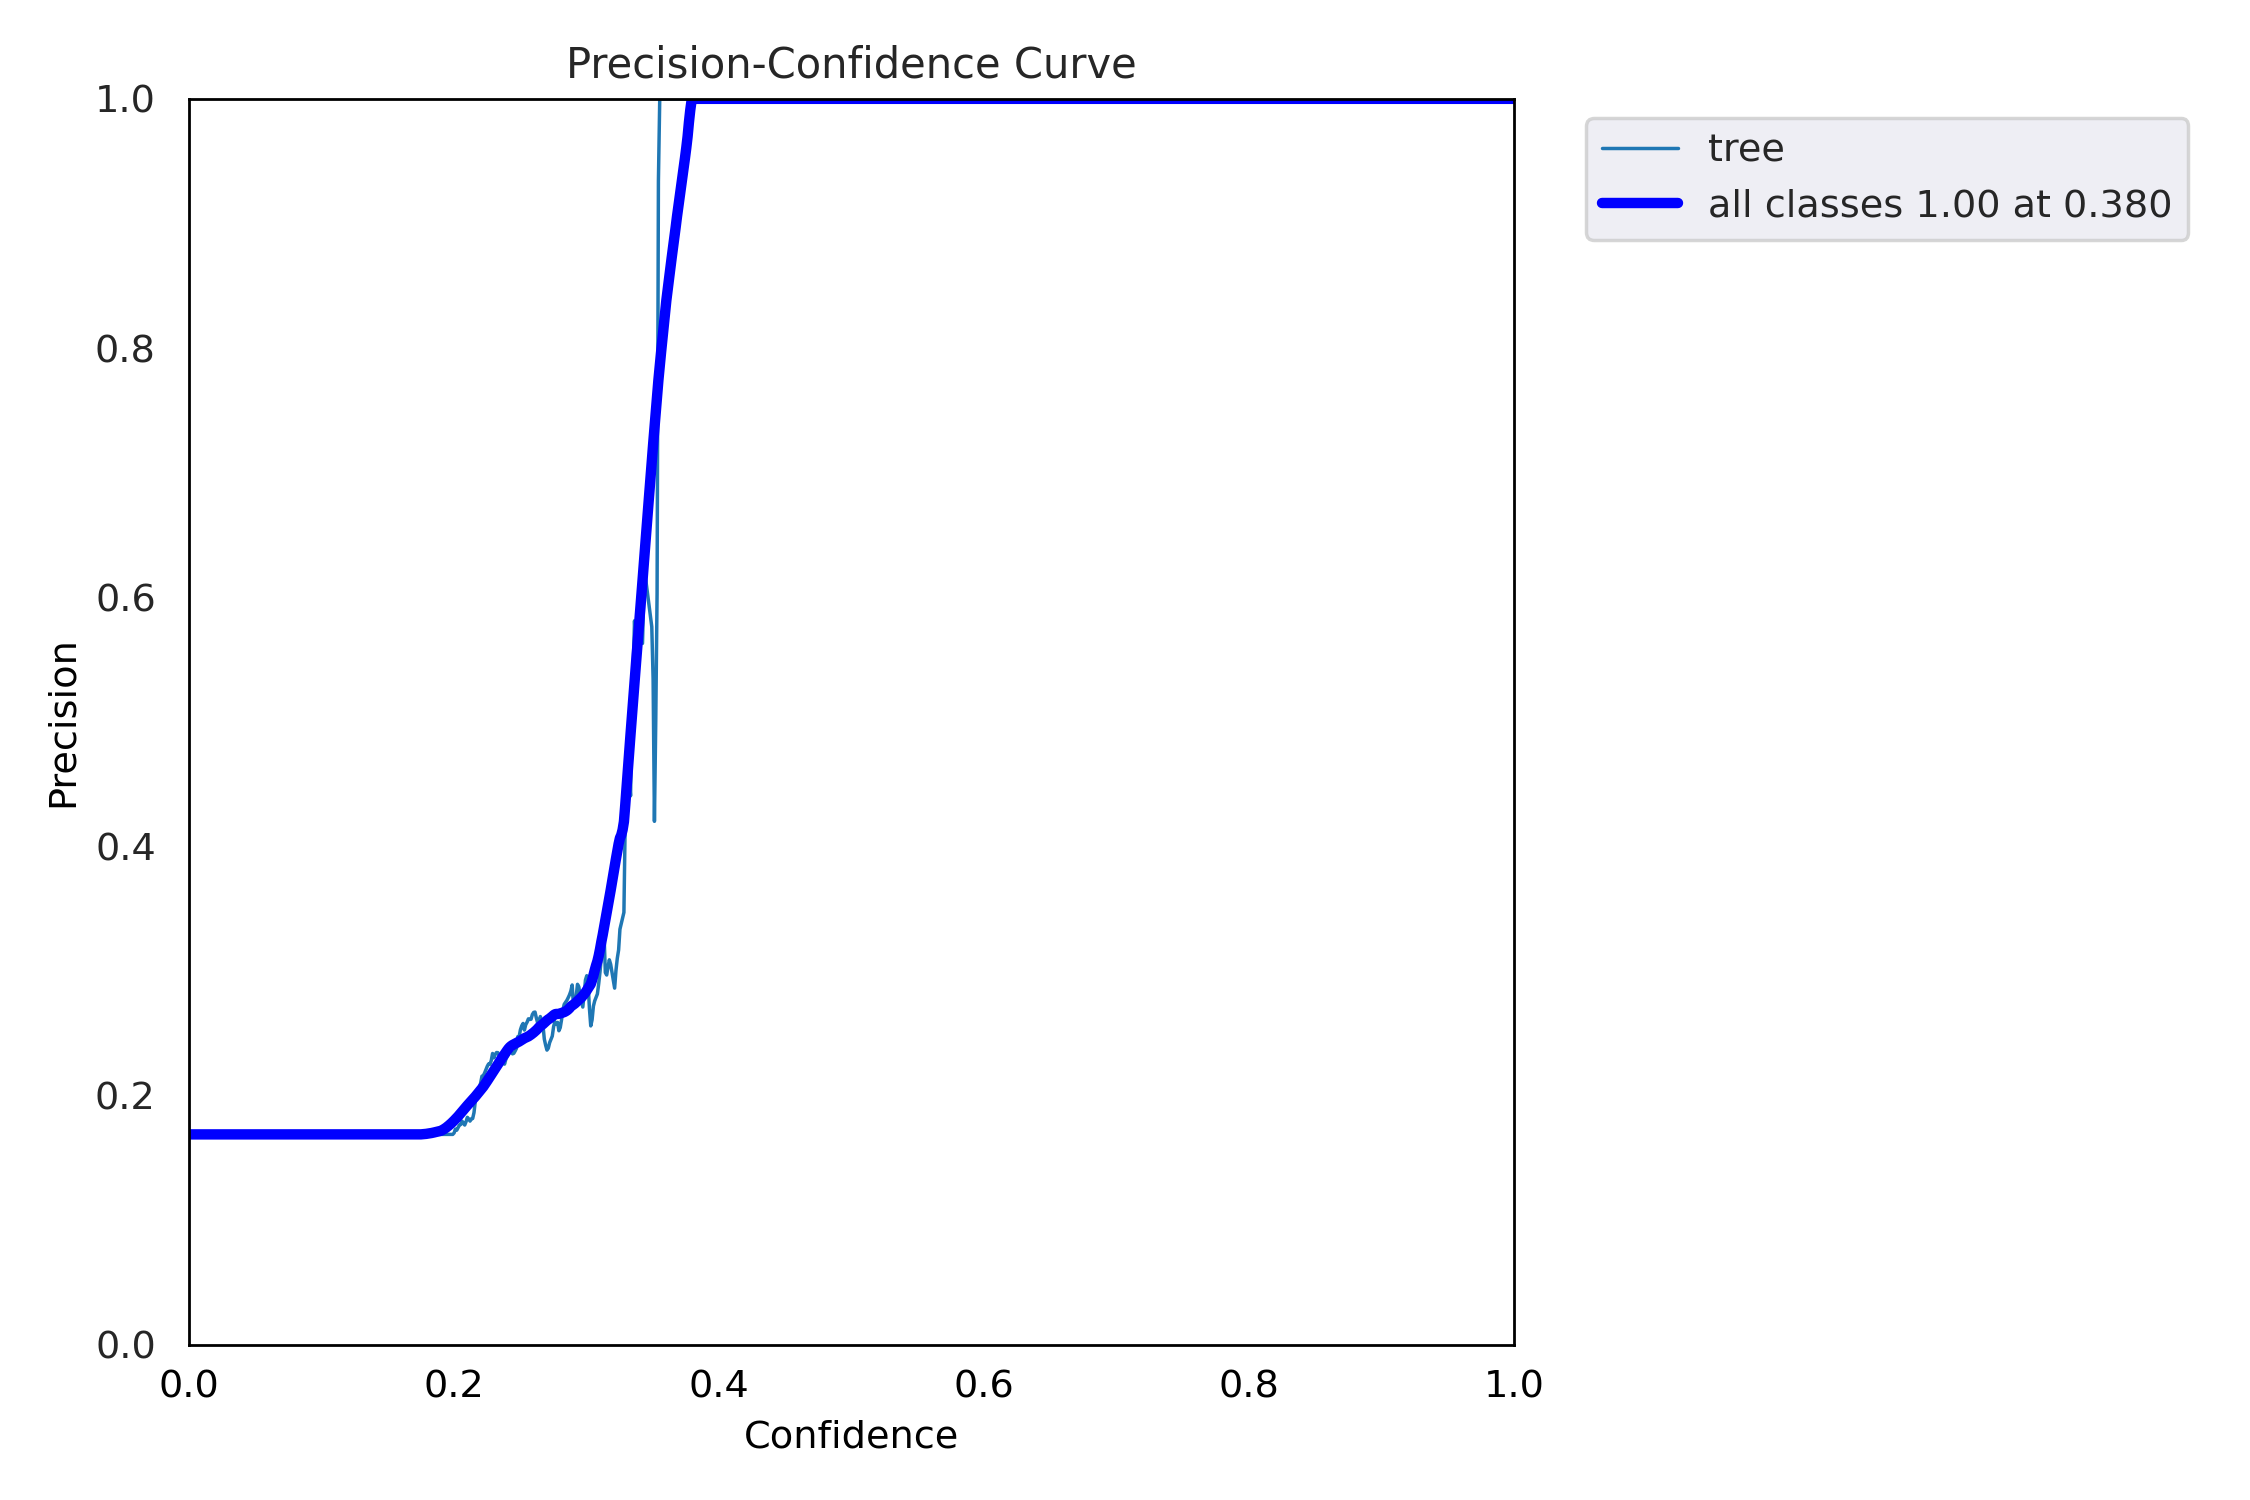 Precision-Confidence Curve
1.0
0.8
0.6
0.4
0.2
0.0
Precision
0.0 0.2 0.4 0.6 0.8 1.0
Confidence
tree
all classes 1.00 at 0.380